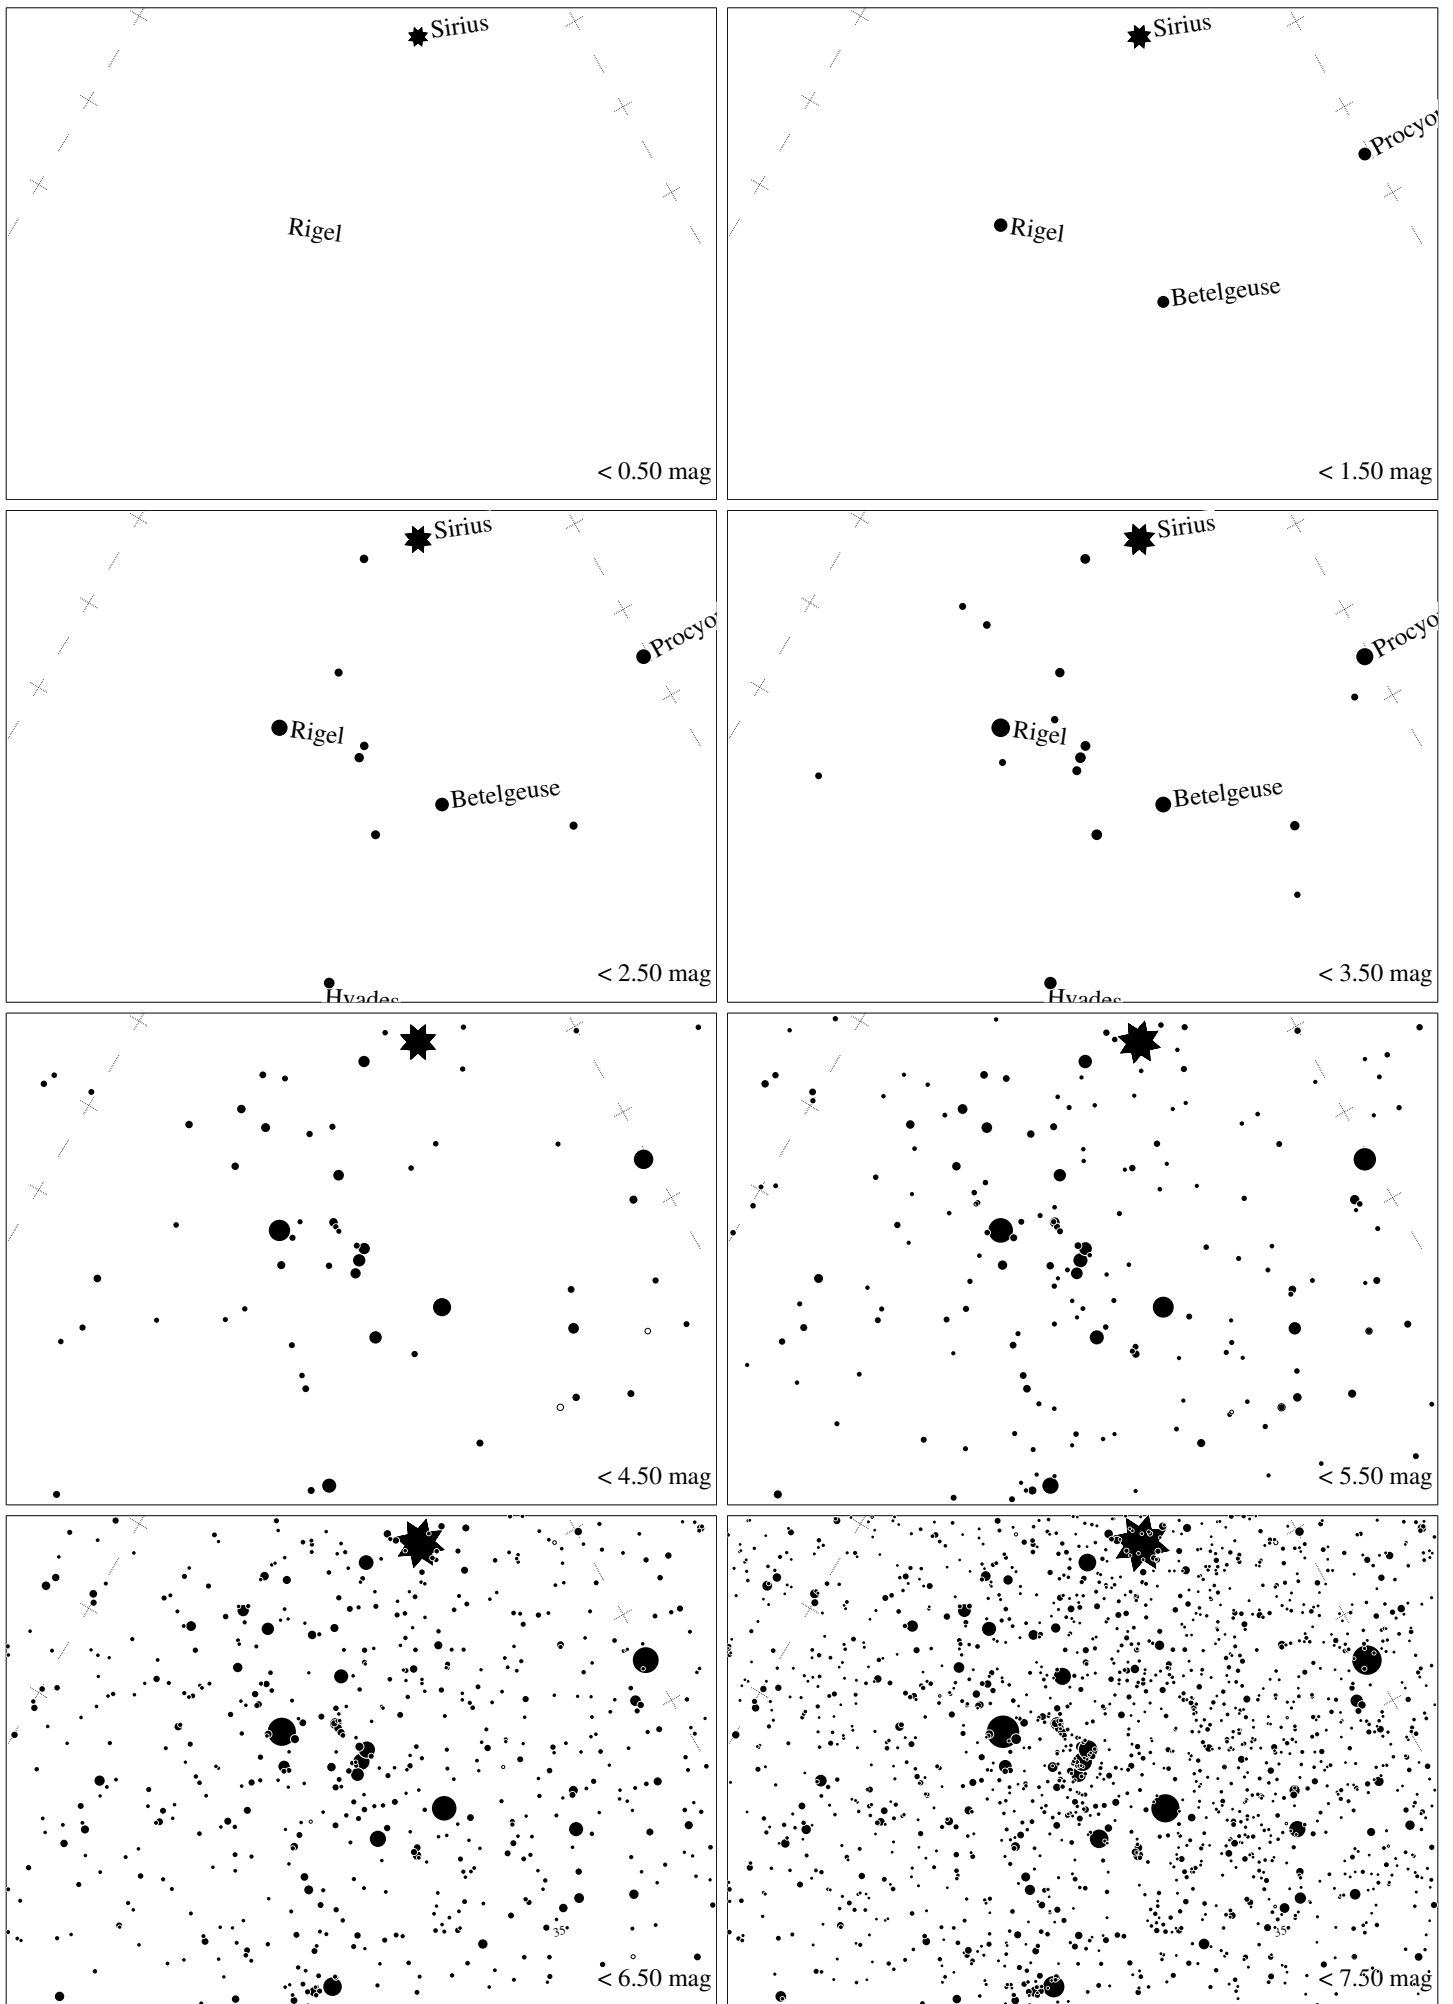 Sirius
Rigel
< 0.50 mag
Sirius
Procyo
Rigel
Betelgeuse
< 1.50 mag
Sirius
Procyo
Rigel
Betelgeuse
Hyades
< 2.50 mag
Sirius
Procyo
Rigel
Betelgeuse
Hyades
< 3.50 mag
< 4.50 mag
< 5.50 mag
35
< 6.50 mag
35
< 7.50 mag